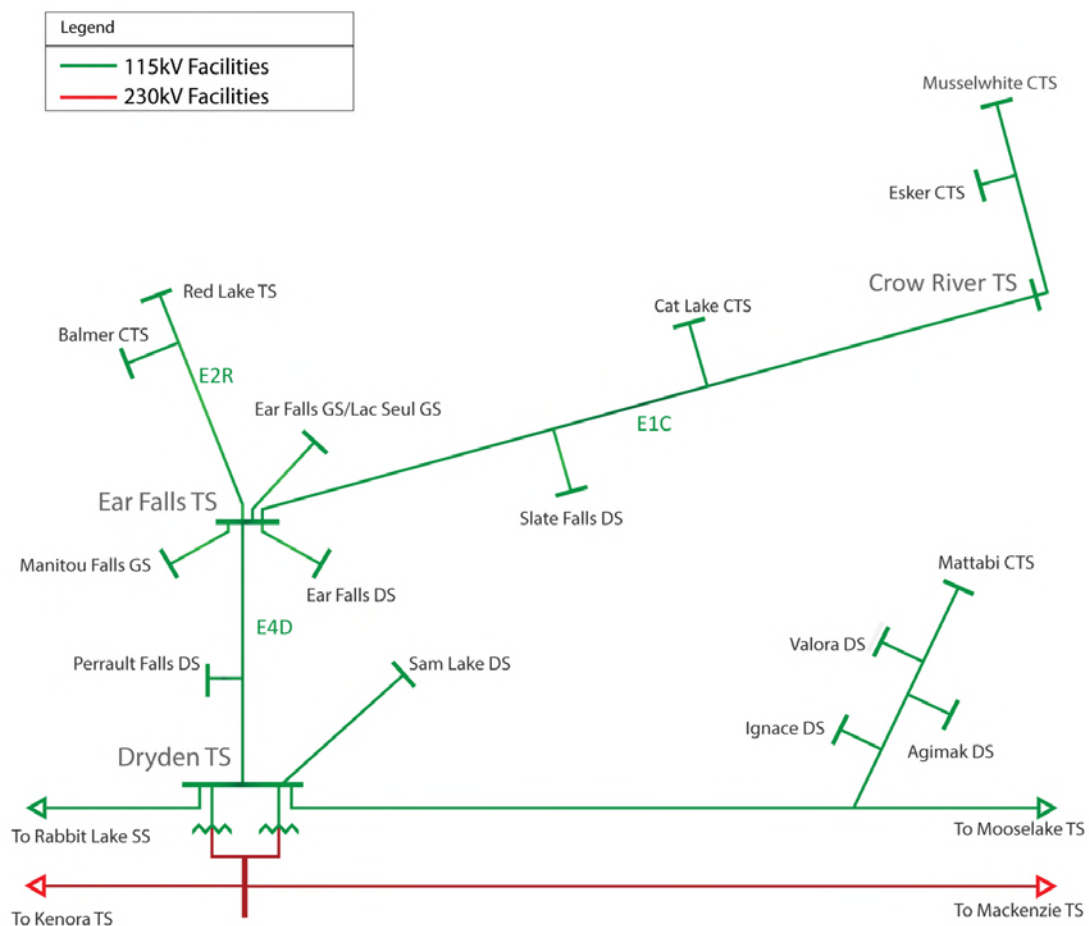 Legend
115kV Facilities
230kV Facilities
Musselwhite CTS
Esker CTS
Crow River TS
Red Lake TS
Cat Lake CTS
Balmer CTS
E2R
Ear Falls GS/Lac Seul GS
E1C
Ear Falls TS
Slate Falls DS
Manitou Falls GS
Ear Falls DS
Mattabi CTS
E4D
Valora DS
Perrault Falls DS
Sam Lake DS
Ignace DS
Agimak DS
Dryden TS
To Rabbit Lake SS
To Mooselake TS
To Kenora TS
To Mackenzie TS